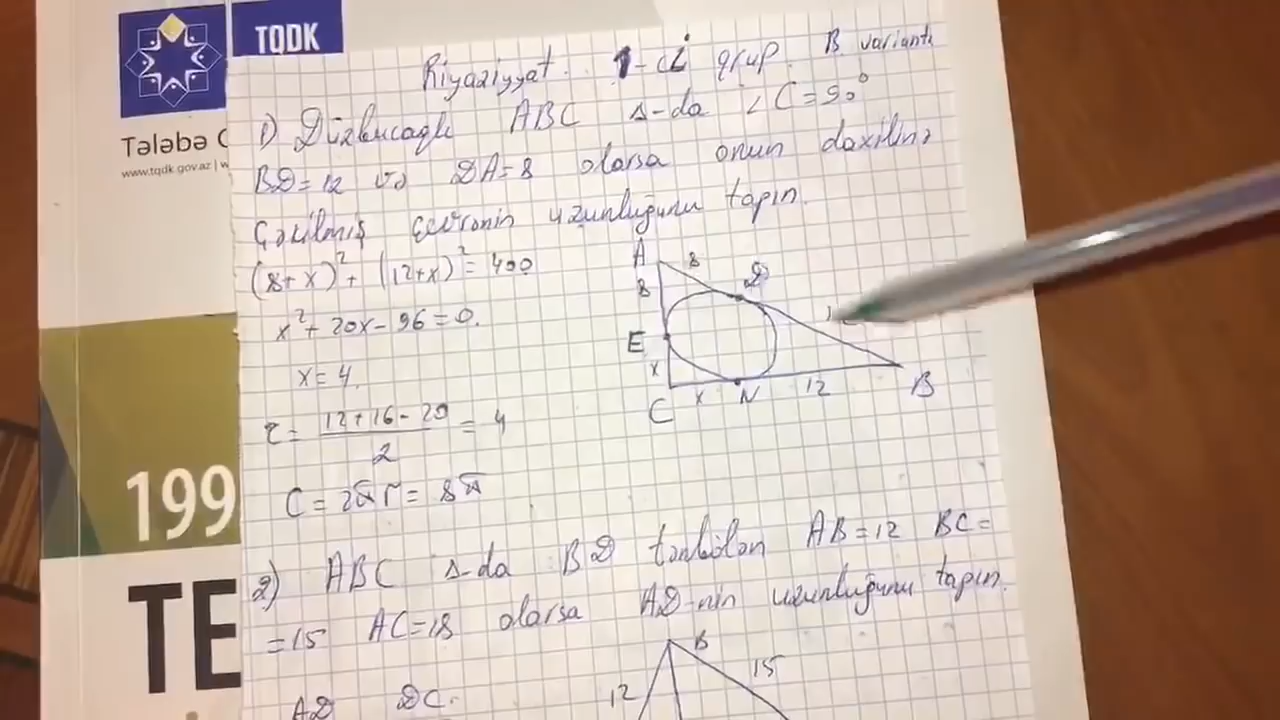 TQDK
Tələbə
www.tqdk.gov.az
199
TE
Riyaziyyat. 1-ci qrup. B variantı
1) Düzbucaqlı ABC Δ-da ∠C=90°
BD=12 və DA=8 olarsa onun daxilinə
Çəkilmiş çevrənin uzunluğunu tapın.
(8+x)²+(12+x)²=400
x²+20x-96=0.
x=4.
r= (12+16-20)/2 = 4
C=2πr=8π
A
8
D
8
E
x
C
x
N
12
B
2) ABC Δ-da BD tənbölən AB=12 BC=
=15 AC=18 olarsa AD-nin uzunluğunu tapın.
B
12
15
AD DC